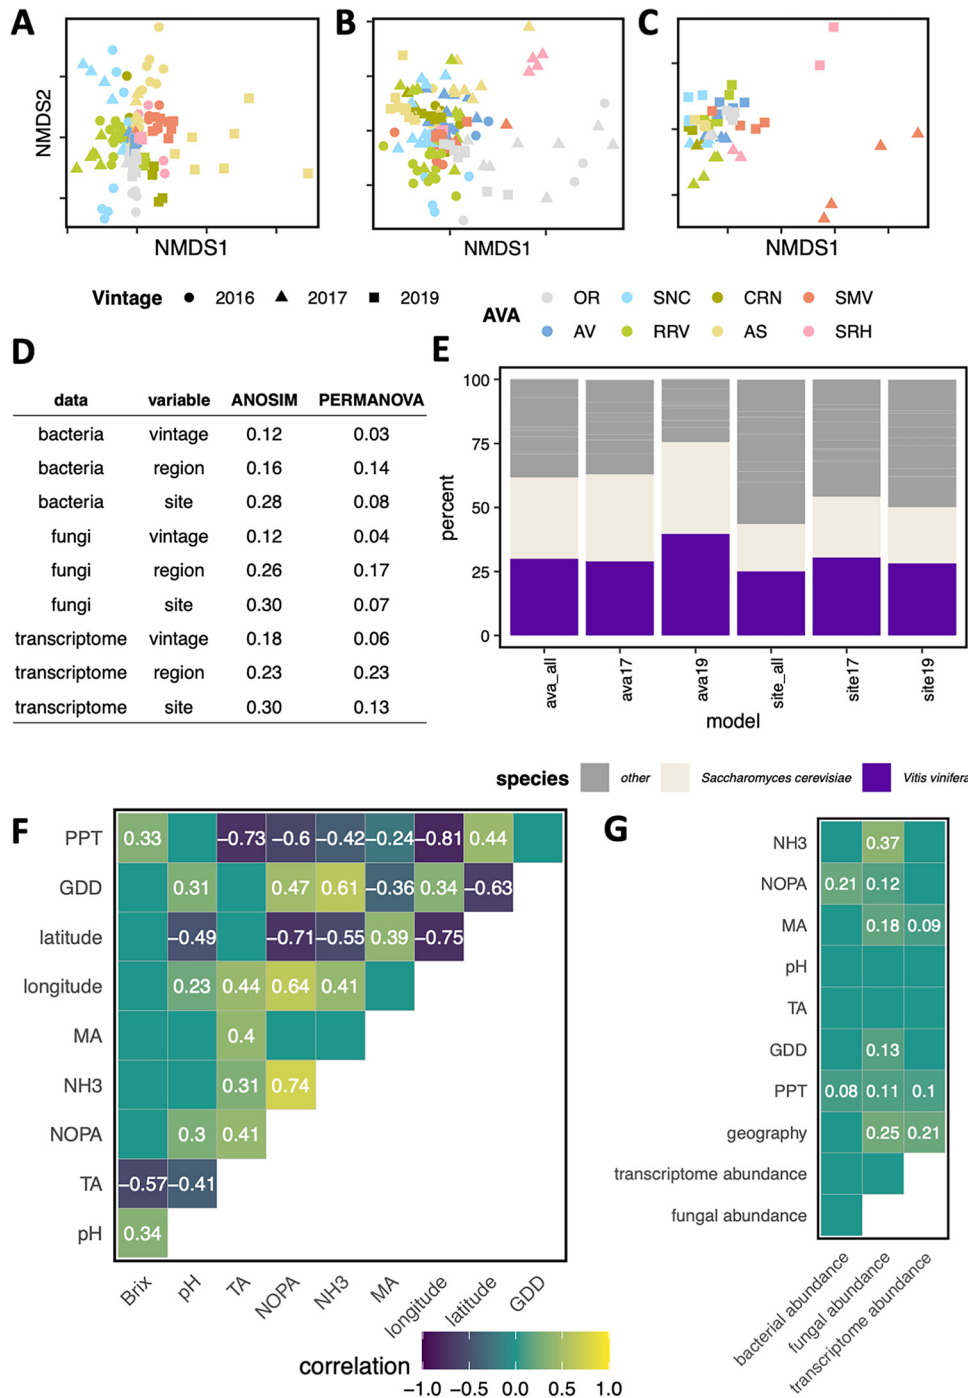 A
B
C
NMDS2
NMDS1
NMDS1
NMDS1
Vintage 2016 2017 2019
AVA
OR SNC CRN SMV
AV RRV AS SRH
D
data variable ANOSIM PERMANOVA
bacteria vintage 0.12 0.03
bacteria region 0.16 0.14
bacteria site 0.28 0.08
fungi vintage 0.12 0.04
fungi region 0.26 0.17
fungi site 0.30 0.07
transcriptome vintage 0.18 0.06
transcriptome region 0.23 0.23
transcriptome site 0.30 0.13
E
percent
100
75
50
25
0
ava_all ava17 ava19 site_all site17 site19
model
species other Saccharomyces cerevisiae Vitis vinifera
F
PPT 0.33 −0.73 −0.6 −0.42 −0.24 −0.81 0.44
GDD 0.31 0.47 0.61 −0.36 0.34 −0.63
latitude −0.49 −0.71 −0.55 0.39 −0.75
longitude 0.23 0.44 0.64 0.41
MA 0.4
NH3 0.31 0.74
NOPA 0.3 0.41
TA −0.57 −0.41
pH 0.34
Brix pH TA NOPA NH3 MA longitude latitude GDD
correlation
−1.0 −0.5 0.0 0.5 1.0
G
NH3 0.37
NOPA 0.21 0.12
MA 0.18 0.09
pH
TA
GDD 0.13
PPT 0.08 0.11 0.1
geography 0.25 0.21
transcriptome abundance
fungal abundance
bacterial abundance
fungal abundance
transcriptome abundance